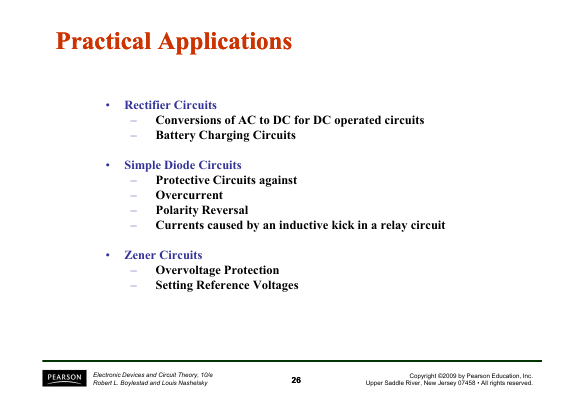 Practical Applications
• Rectifier Circuits
– Conversions of AC to DC for DC operated circuits
– Battery Charging Circuits
• Simple Diode Circuits
– Protective Circuits against
– Overcurrent
– Polarity Reversal
– Currents caused by an inductive kick in a relay circuit
• Zener Circuits
– Overvoltage Protection
– Setting Reference Voltages
PEARSON
Electronic Devices and Circuit Theory, 10/e
Robert L. Boylestad and Louis Nashelsky
26
Copyright ©2009 by Pearson Education, Inc.
Upper Saddle River, New Jersey 07458 • All rights reserved.